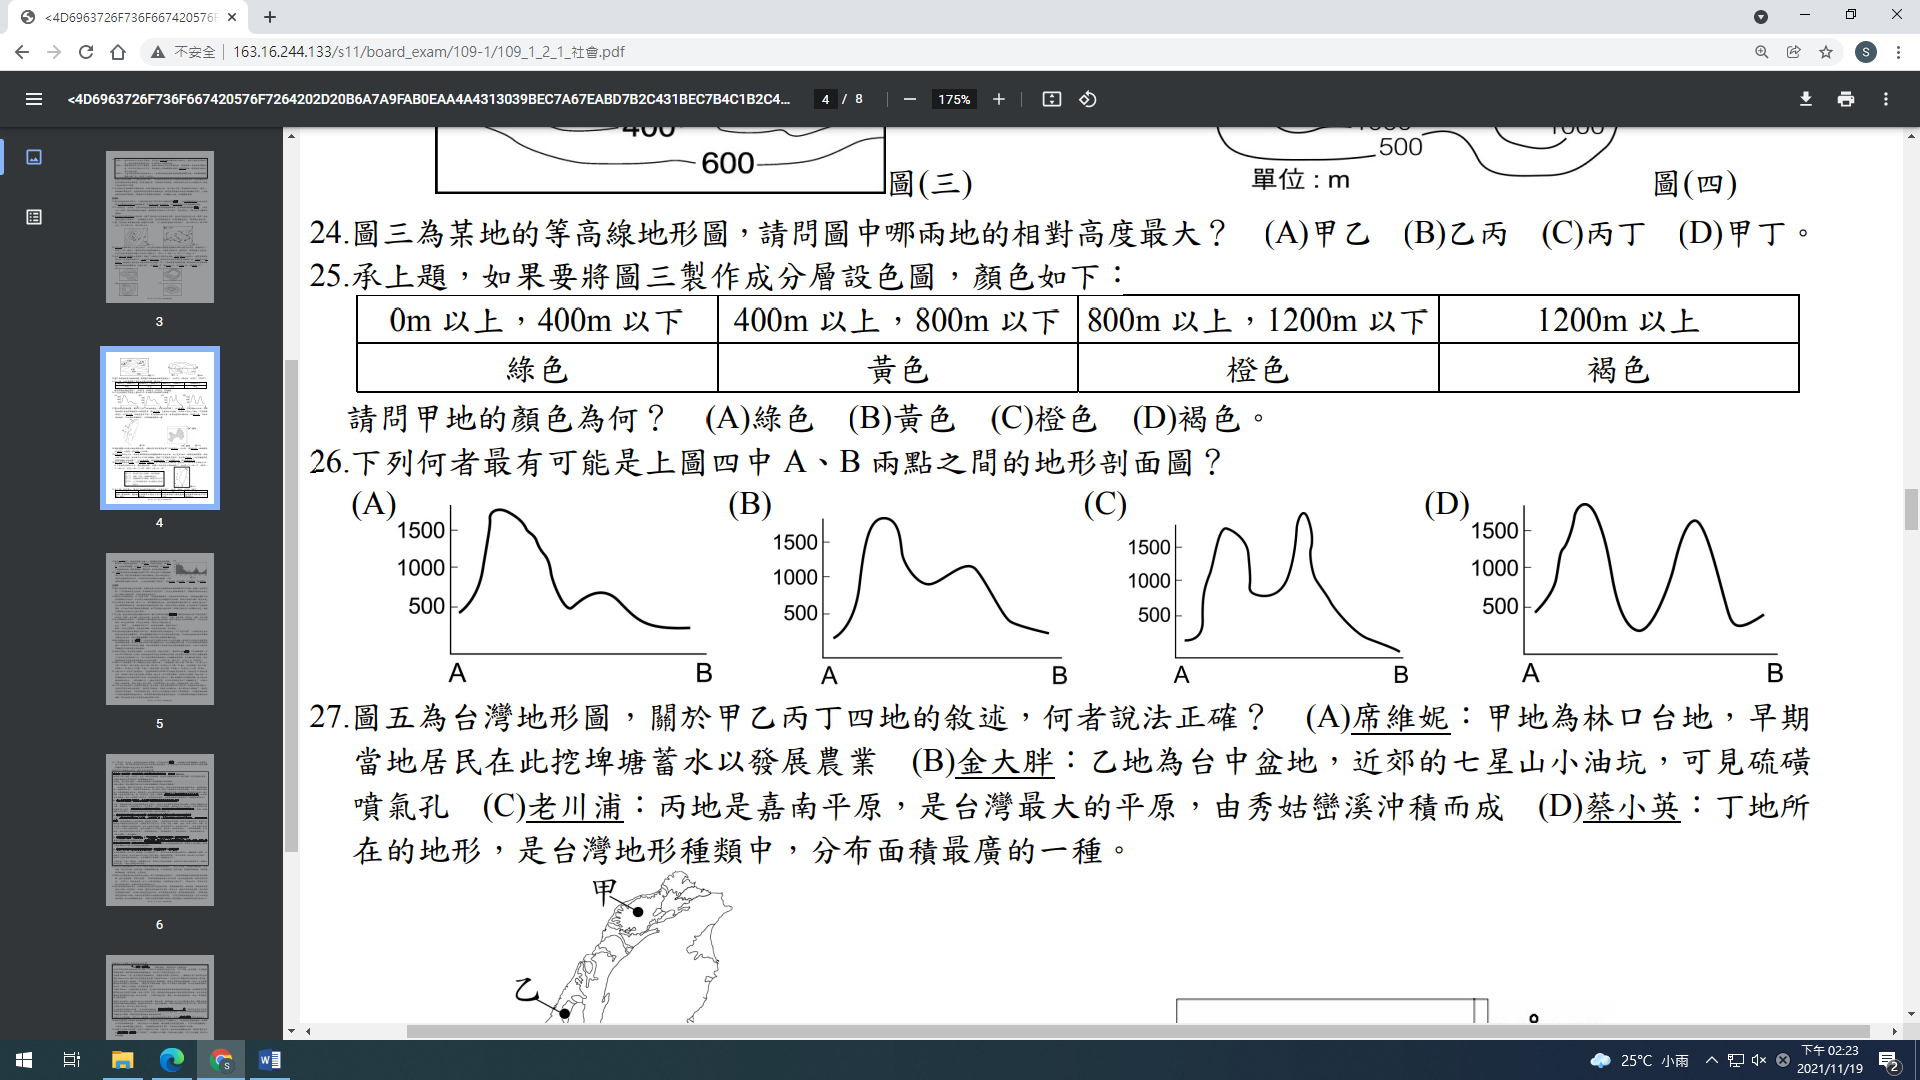 <4D6963726F736F667420576F
不安全 163.16.244.133/s11/board_exam/109-1/109_1_2_1_社會.pdf
S
<4D6963726F736F667420576F7264202D20B6A7A9FAB0EAA4A4313039BEC7A67EABD7B2C431BEC7B4C1B2C4... 4 / 8 175%
3
4
5
6
400
600
圖(三)
1000
1000
500
單位：m
圖(四)
24.圖三為某地的等高線地形圖，請問圖中哪兩地的相對高度最大？ (A)甲乙 (B)乙丙 (C)丙丁 (D)甲丁。
25.承上題，如果要將圖三製作成分層設色圖，顏色如下：
0m 以上，400m 以下 400m 以上，800m 以下 800m 以上，1200m 以下 1200m 以上
綠色 黃色 橙色 褐色
請問甲地的顏色為何？ (A)綠色 (B)黃色 (C)橙色 (D)褐色。
26.下列何者最有可能是上圖四中 A、B 兩點之間的地形剖面圖？
(A) 1500 1000 500 A B
(B) 1500 1000 500 A B
(C) 1500 1000 500 A B
(D) 1500 1000 500 A B
27.圖五為台灣地形圖，關於甲乙丙丁四地的敘述，何者說法正確？ (A)席維妮：甲地為林口台地，早期
當地居民在此挖埤塘蓄水以發展農業 (B)金大胖：乙地為台中盆地，近郊的七星山小油坑，可見硫磺
噴氣孔 (C)老川浦：丙地是嘉南平原，是台灣最大的平原，由秀姑巒溪沖積而成 (D)蔡小英：丁地所
在的地形，是台灣地形種類中，分布面積最廣的一種。
甲
乙
25°C 小雨
下午 02:23
2021/11/19
2